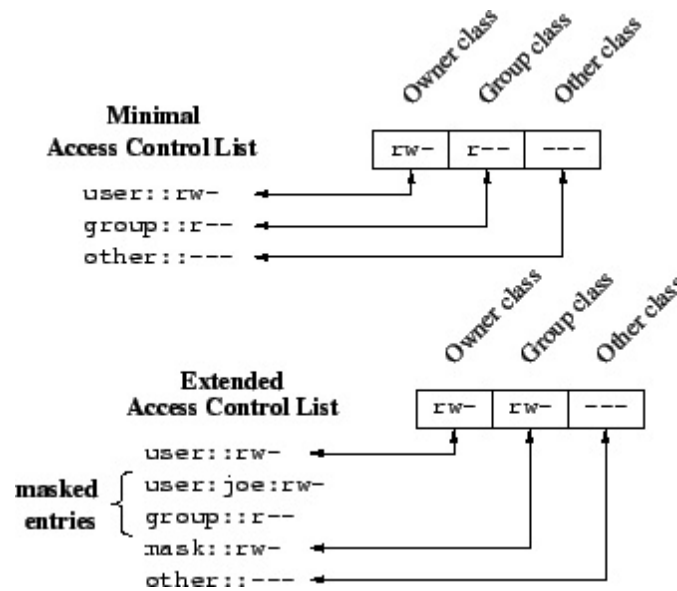 Owner class
Group class
Other class
Minimal
Access Control List
rw- r-- ---
user::rw-
group::r--
other::---
Owner class
Group class
Other class
Extended
Access Control List
rw- rw- ---
user::rw-
masked
entries
user:joe:rw-
group::r--
mask::rw-
other::---